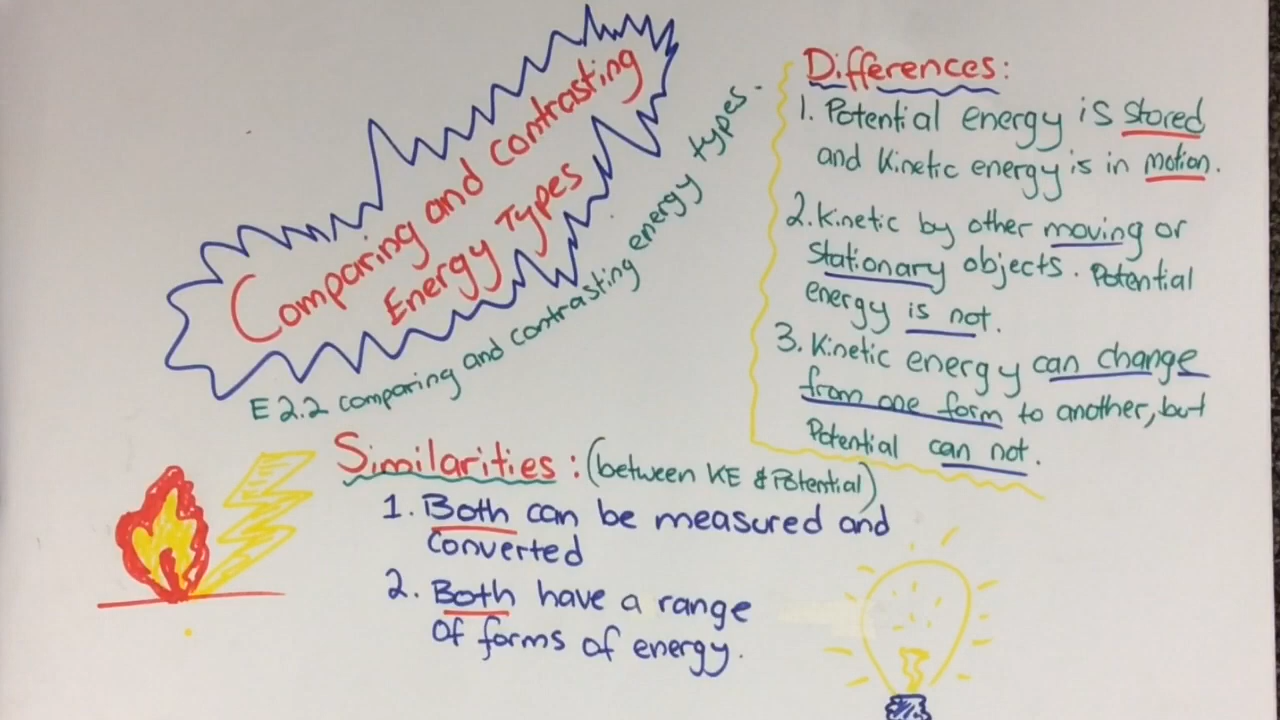 Comparing and contrasting
Energy Types
E 2.2 comparing and contrasting energy types.
Differences:
1. Potential energy is stored
and Kinetic energy is in motion.
2. Kinetic by other moving or
stationary objects. Potential
energy is not.
3. Kinetic energy can change
from one form to another, but
Potential can not.
Similarities: (between KE & Potential)
1. Both can be measured and
converted
2. Both have a range
of forms of energy.